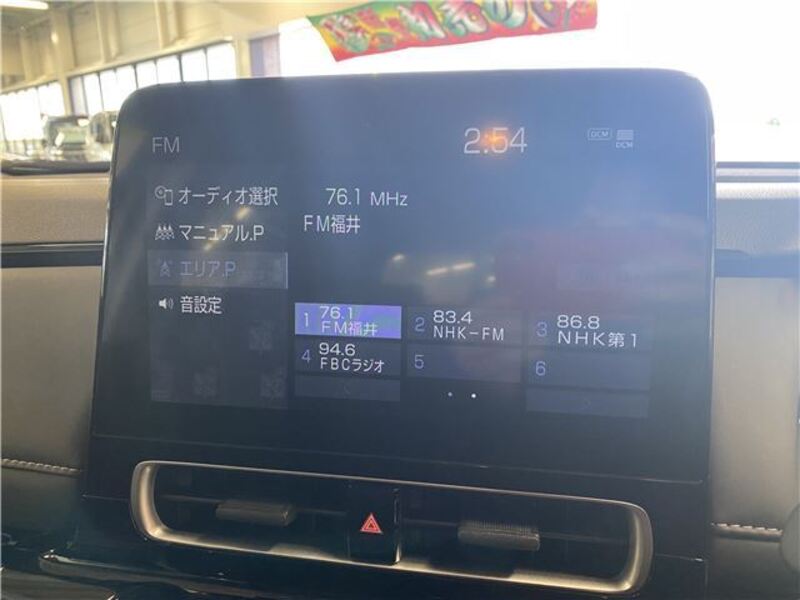 FM
2:54
DCM
DCM
オーディオ選択
76.1 MHz
マニュアル.P
FM福井
エリア.P
音設定
1 76.1 FM福井
2 83.4 NHK-FM
3 86.8 NHK第1
4 94.6 FBCラジオ
5
6